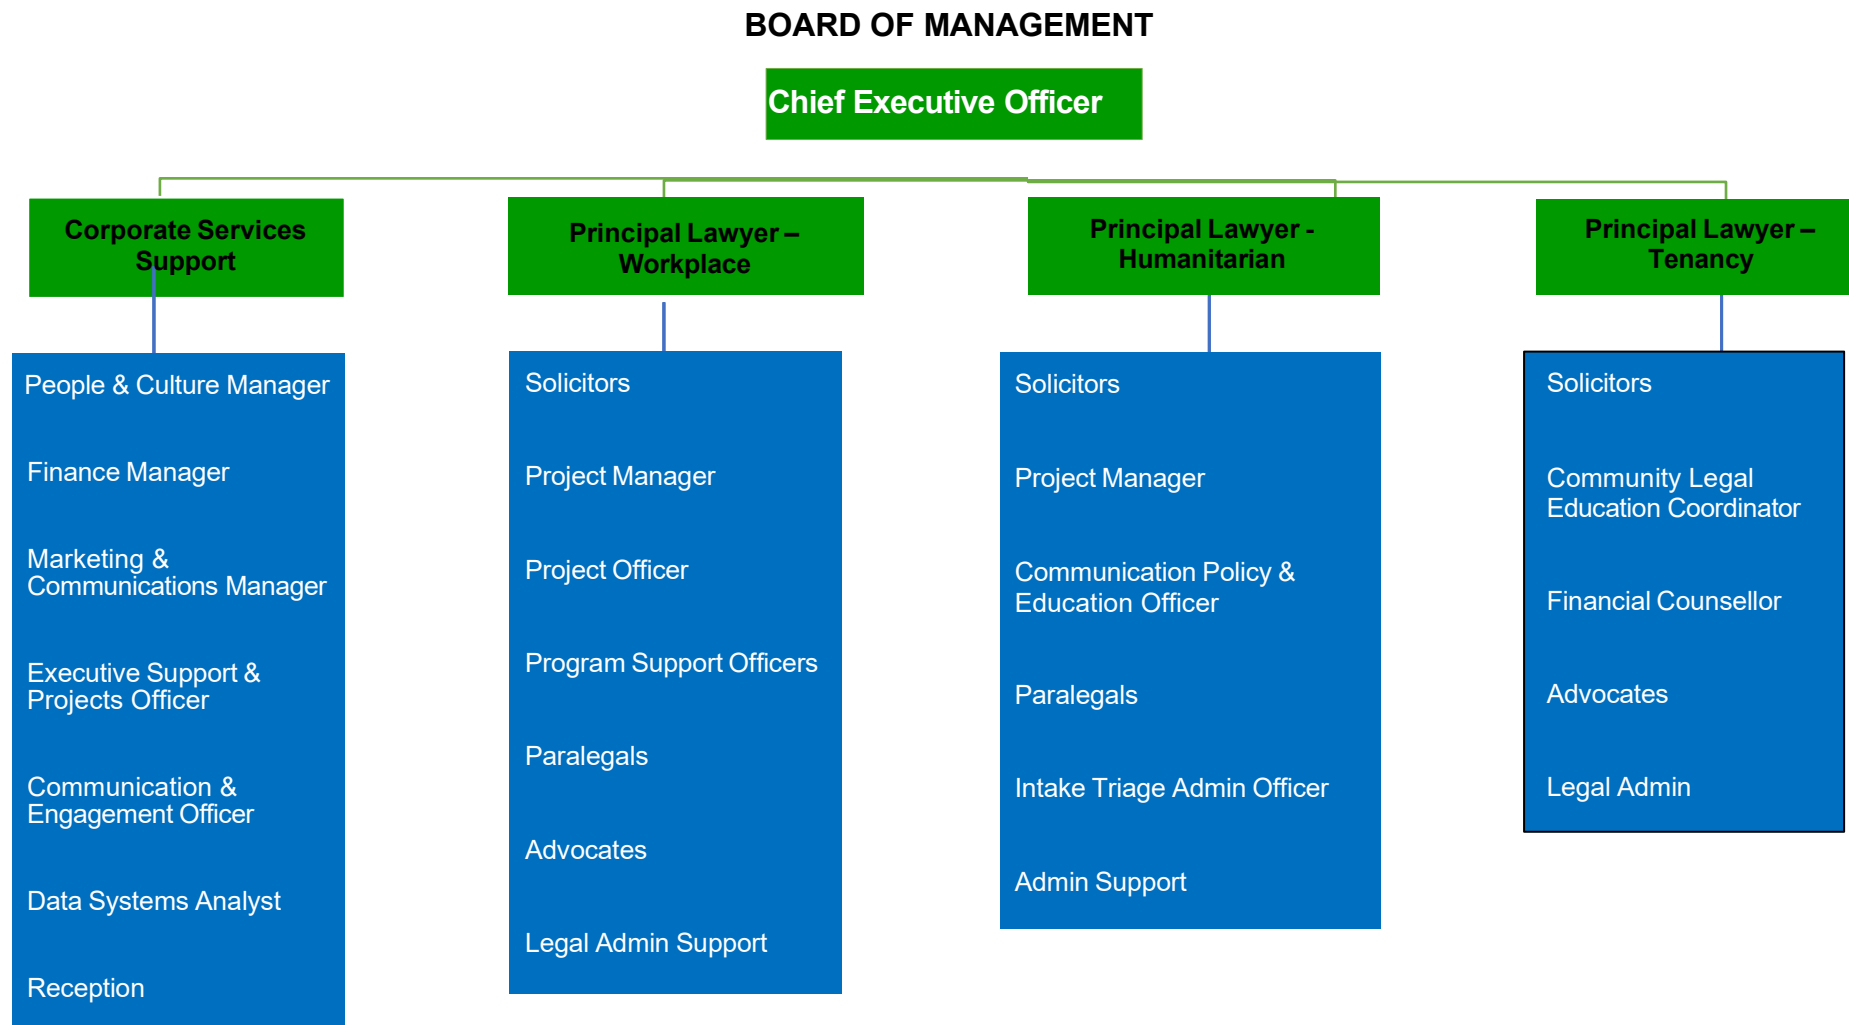 BOARD OF MANAGEMENT
Chief Executive Officer
Corporate Services
Support
People & Culture Manager
Finance Manager
Marketing &
Communications Manager
Executive Support &
Projects Officer
Communication &
Engagement Officer
Data Systems Analyst
Reception
Principal Lawyer –
Workplace
Solicitors
Project Manager
Project Officer
Program Support Officers
Paralegals
Advocates
Legal Admin Support
Principal Lawyer -
Humanitarian
Solicitors
Project Manager
Communication Policy &
Education Officer
Paralegals
Intake Triage Admin Officer
Admin Support
Principal Lawyer –
Tenancy
Solicitors
Community Legal
Education Coordinator
Financial Counsellor
Advocates
Legal Admin